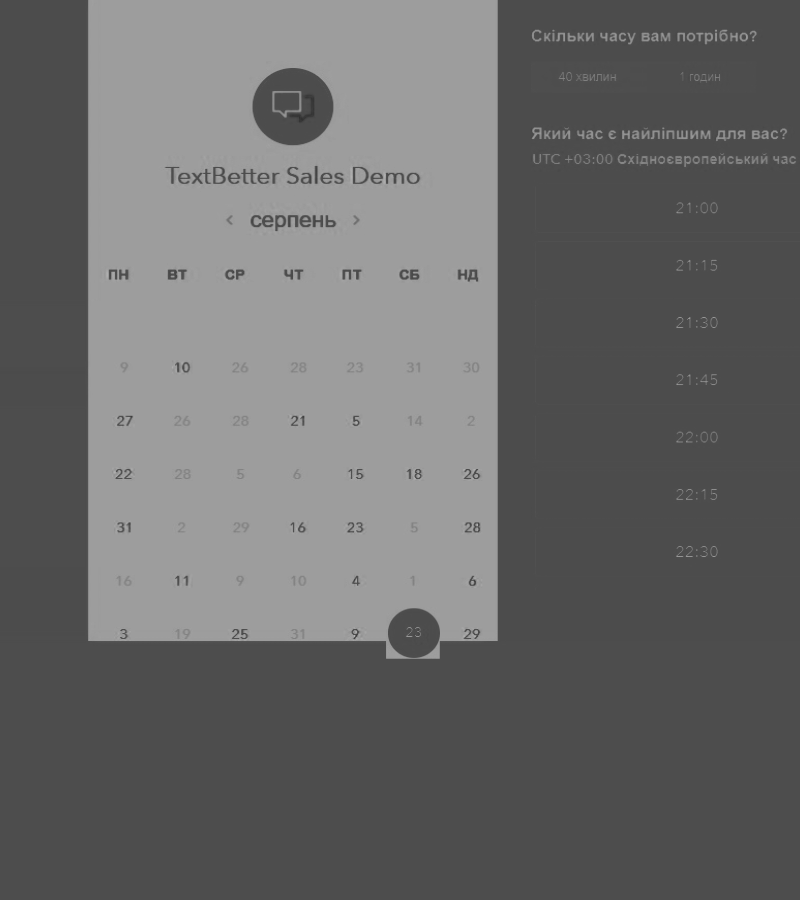 TextBetter Sales Demo
‹ серпень ›
ПН ВТ СР ЧТ ПТ СБ НД
9 10 26 28 23 31 30
27 26 28 21 5 14 2
22 28 5 6 15 18 26
31 2 29 16 23 5 28
16 11 9 10 4 1 6
3 19 25 31 9 23 29
Скільки часу вам потрібно?
40 хвилин 1 годин
Який час є найліпшим для вас?
UTC +03:00 Східноєвропейський час
21:00
21:15
21:30
21:45
22:00
22:15
22:30